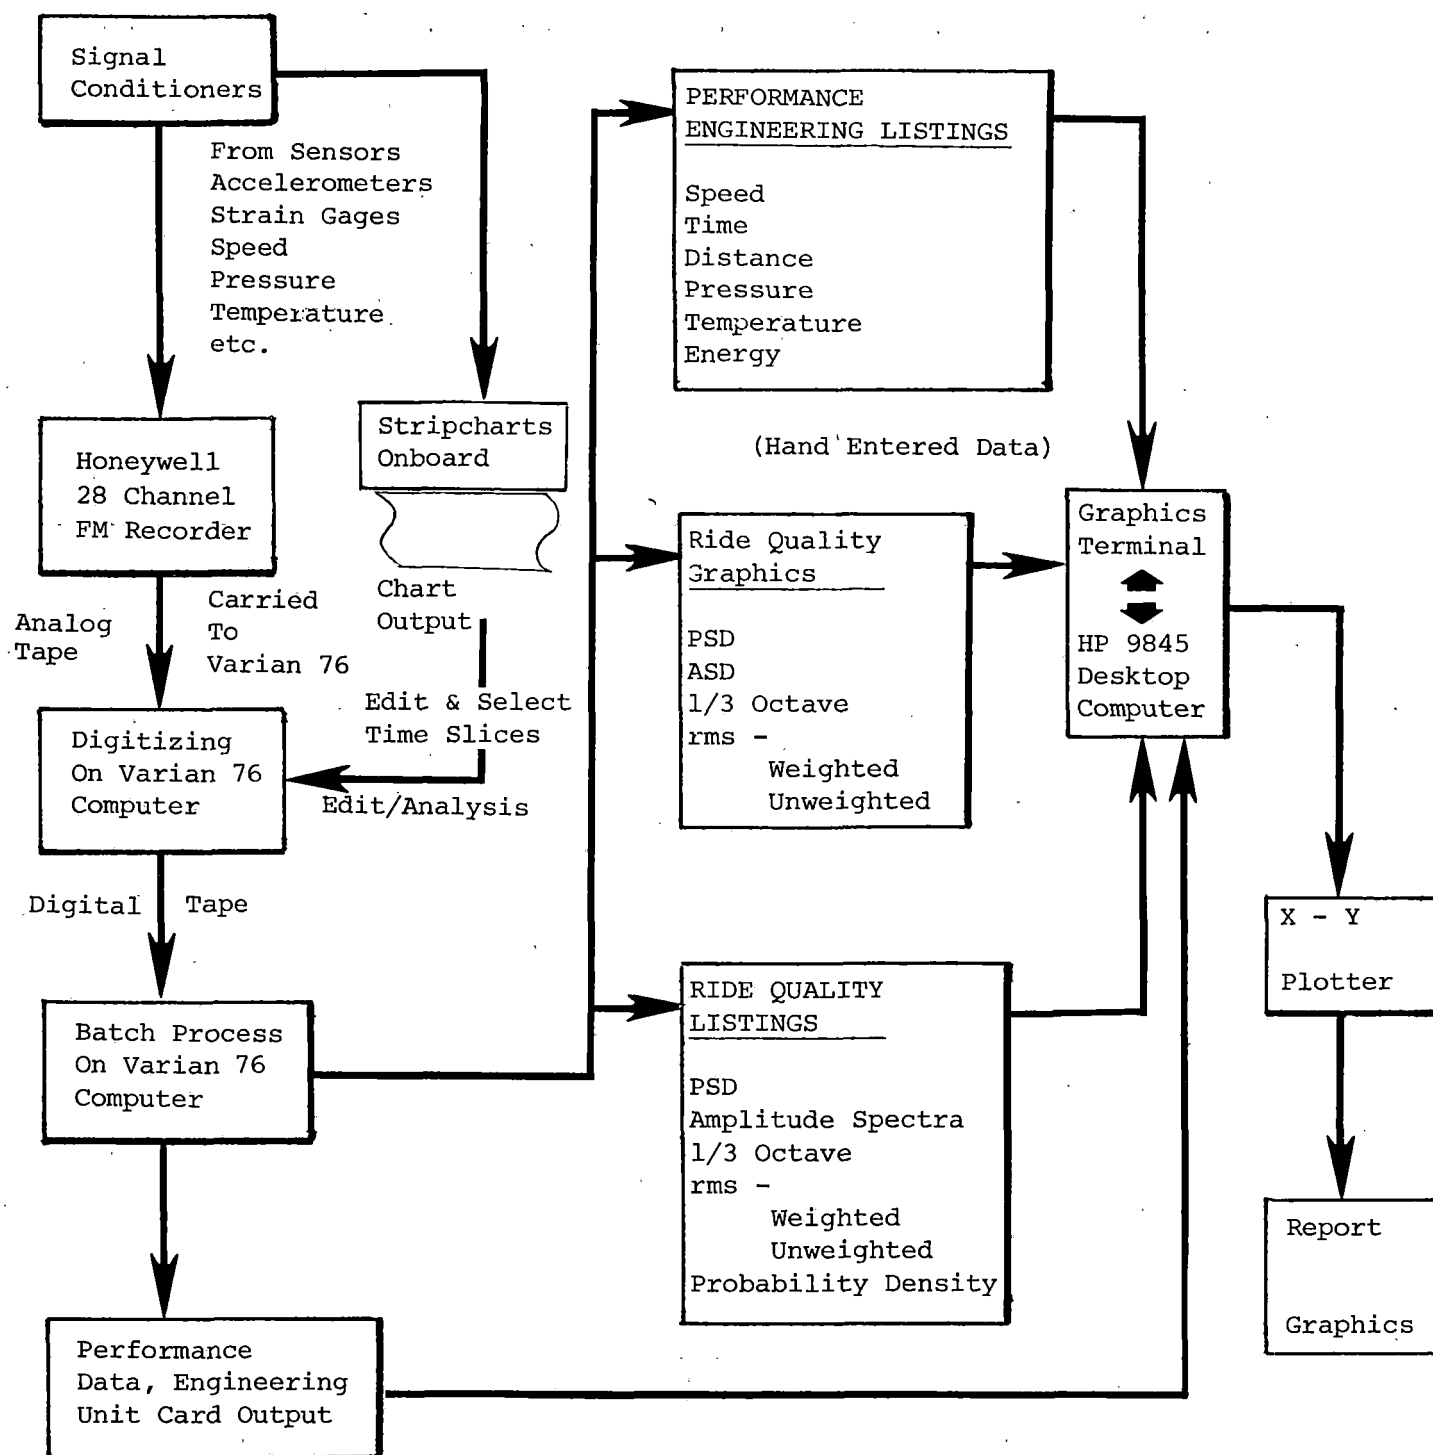 Signal
Conditioners
From Sensors
Accelerometers
Strain Gages
Speed
Pressure
Temperature
etc.
Honeywell
28 Channel
FM Recorder
Stripcharts
Onboard
Chart
Output
Analog
Tape
Carried
To
Varian 76
Edit & Select
Time Slices
Digitizing
On Varian 76
Computer
Edit/Analysis
Digital Tape
Batch Process
On Varian 76
Computer
Performance
Data, Engineering
Unit Card Output
PERFORMANCE
ENGINEERING LISTINGS
Speed
Time
Distance
Pressure
Temperature
Energy
(Hand Entered Data)
Ride Quality
Graphics
PSD
ASD
1/3 Octave
rms -
Weighted
Unweighted
RIDE QUALITY
LISTINGS
PSD
Amplitude Spectra
1/3 Octave
rms -
Weighted
Unweighted
Probability Density
Graphics
Terminal
HP 9845
Desktop
Computer
X - Y
Plotter
Report
Graphics